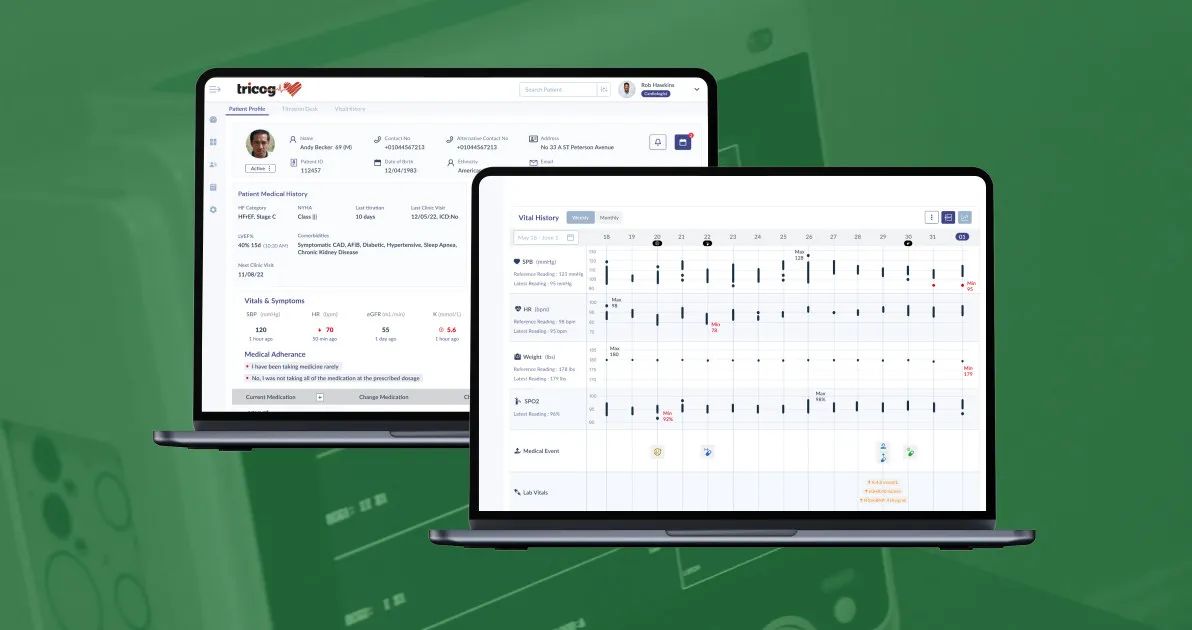 tricog
Search Patient
Rob Hawkins
Cardiologist
Patient Profile
Titration Desk
Vital History
Name
Andy Becker 69 (M)
Contact No
+01044567213
Alternative Contact No
+01044567213
Address
No 33 A ST Peterson Avenue
Active
Patient ID
112457
Date of Birth
12/04/1983
Ethnicity
America
Email
Patient Medical History
HF Category
HFrEF, Stage C
NYHA
Class |||
Last titration
10 days
Last Clinic Visit
12/05/22, ICD:No
LVEF%
40% 15d (10:20 AM)
Comorbidities
Symptomatic CAD, AFIB, Diabetic, Hypertensive, Sleep Apnea,
Chronic Kidney Disease
Next Clinic Visit
11/08/22
Vitals & Symptoms
SBP (mmHg)
HR (bpm)
eGFR (mL/min)
K (mmol/L)
120
70
55
5.6
1 hour ago
1 day ago
1 hour ago
Medical Adherance
I have been taking medicine rarely
No, I was not taking all of the medication at the prescribed dosage
Current Medication
Change Medication
Vital History
Weekly
Monthly
May 18 - June 1
18 19 20 21 22 23 24 25 26 27 28 29 30 31 01
SPB (mmHg)
Reference Reading : 121 mmHg
Latest Reading : 95 mmHg
Max
128
Min
95
HR (bpm)
Reference Reading : 98 bpm
Latest Reading : 95 bpm
Max
98
Min
78
Weight (lbs)
Reference Reading : 178 lbs
Latest Reading : 179 lbs
Max
180
Min
179
SPO2
Latest Reading : 96%
Max
98%
Min
92%
Medical Event
Lab Vitals